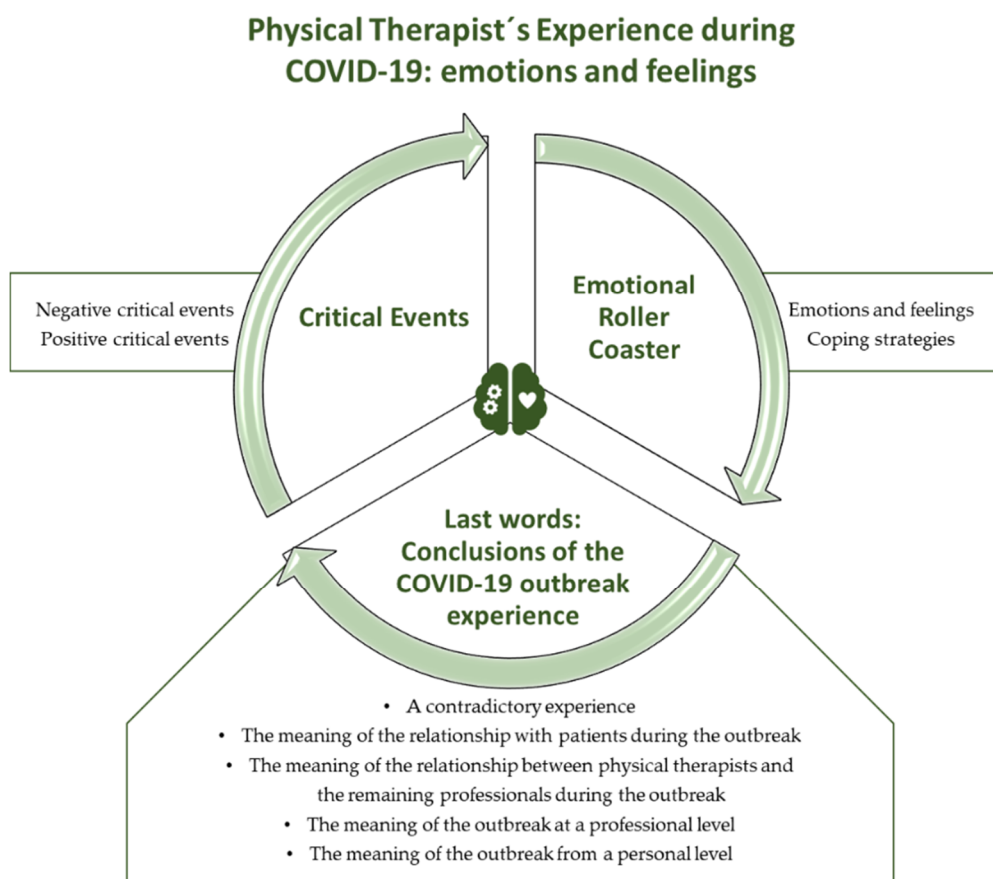 Physical Therapist´s Experience during
COVID-19: emotions and feelings
Critical Events
Negative critical events
Positive critical events
Emotional
Roller
Coaster
Emotions and feelings
Coping strategies
Last words:
Conclusions of the
COVID-19 outbreak
experience
• A contradictory experience
• The meaning of the relationship with patients during the outbreak
• The meaning of the relationship between physical therapists and
the remaining professionals during the outbreak
• The meaning of the outbreak at a professional level
• The meaning of the outbreak from a personal level